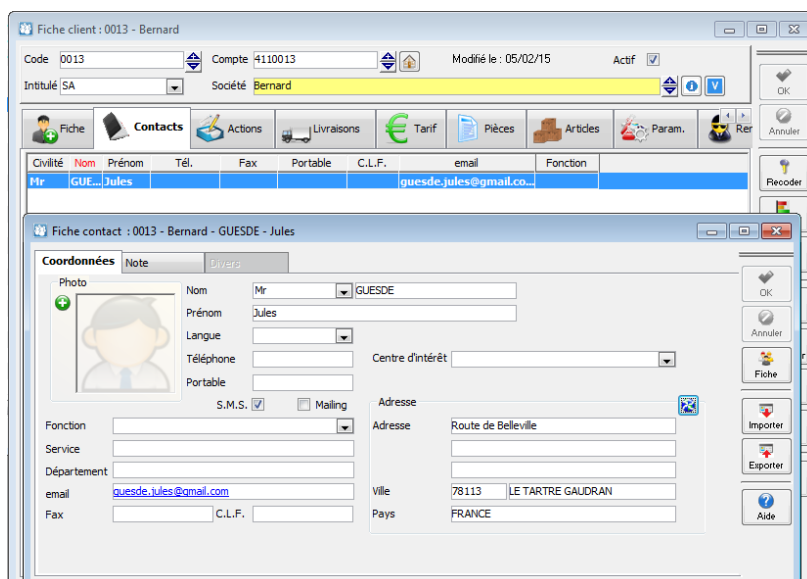 Fiche client : 0013 - Bernard
Code 0013 Compte 4110013 Modifié le : 05/02/15 Actif
Intitulé SA Société Bernard V
OK
Annuler
Recoder
Fiche Contacts Actions Livraisons Tarif Pièces Articles Param. Rer
Civilité Nom Prénom Tél. Fax Portable C.L.F. email Fonction
Mr GUE... Jules guesde.jules@gmail.co...
Fiche contact : 0013 - Bernard - GUESDE - Jules
Coordonnées Note Divers
Photo
Nom Mr GUESDE
Prénom Jules
Langue
Téléphone Centre d'intérêt
Portable
S.M.S. Mailing
Fonction
Service
Département
email guesde.jules@gmail.com
Fax C.L.F.
Adresse
Adresse Route de Belleville
Ville 78113 LE TARTRE GAUDRAN
Pays FRANCE
OK
Annuler
Fiche
Importer
Exporter
Aide